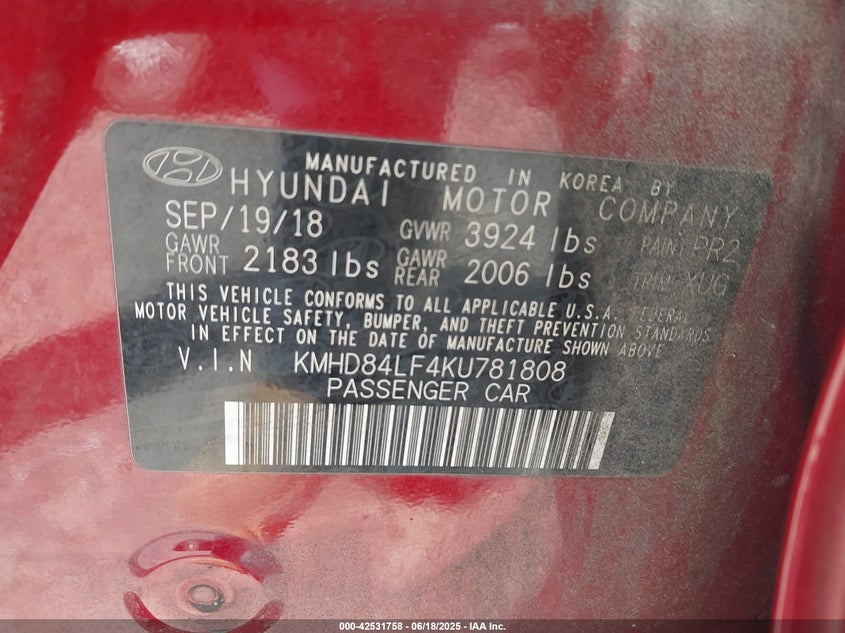 MANUFACTURED IN KOREA BY
HYUNDAI MOTOR COMPANY
SEP/19/18 GVWR 3924 lbs PAINT PR2
GAWR FRONT 2183 lbs GAWR REAR 2006 lbs TRIM XUG
THIS VEHICLE CONFORMS TO ALL APPLICABLE U.S.A. FEDERAL
MOTOR VEHICLE SAFETY, BUMPER, AND THEFT PREVENTION STANDARDS
IN EFFECT ON THE DATE OF MANUFACTURE SHOWN ABOVE
V.I.N KMHD84LF4KU781808
PASSENGER CAR
000-42531758 - 06/18/2025 - IAA Inc.